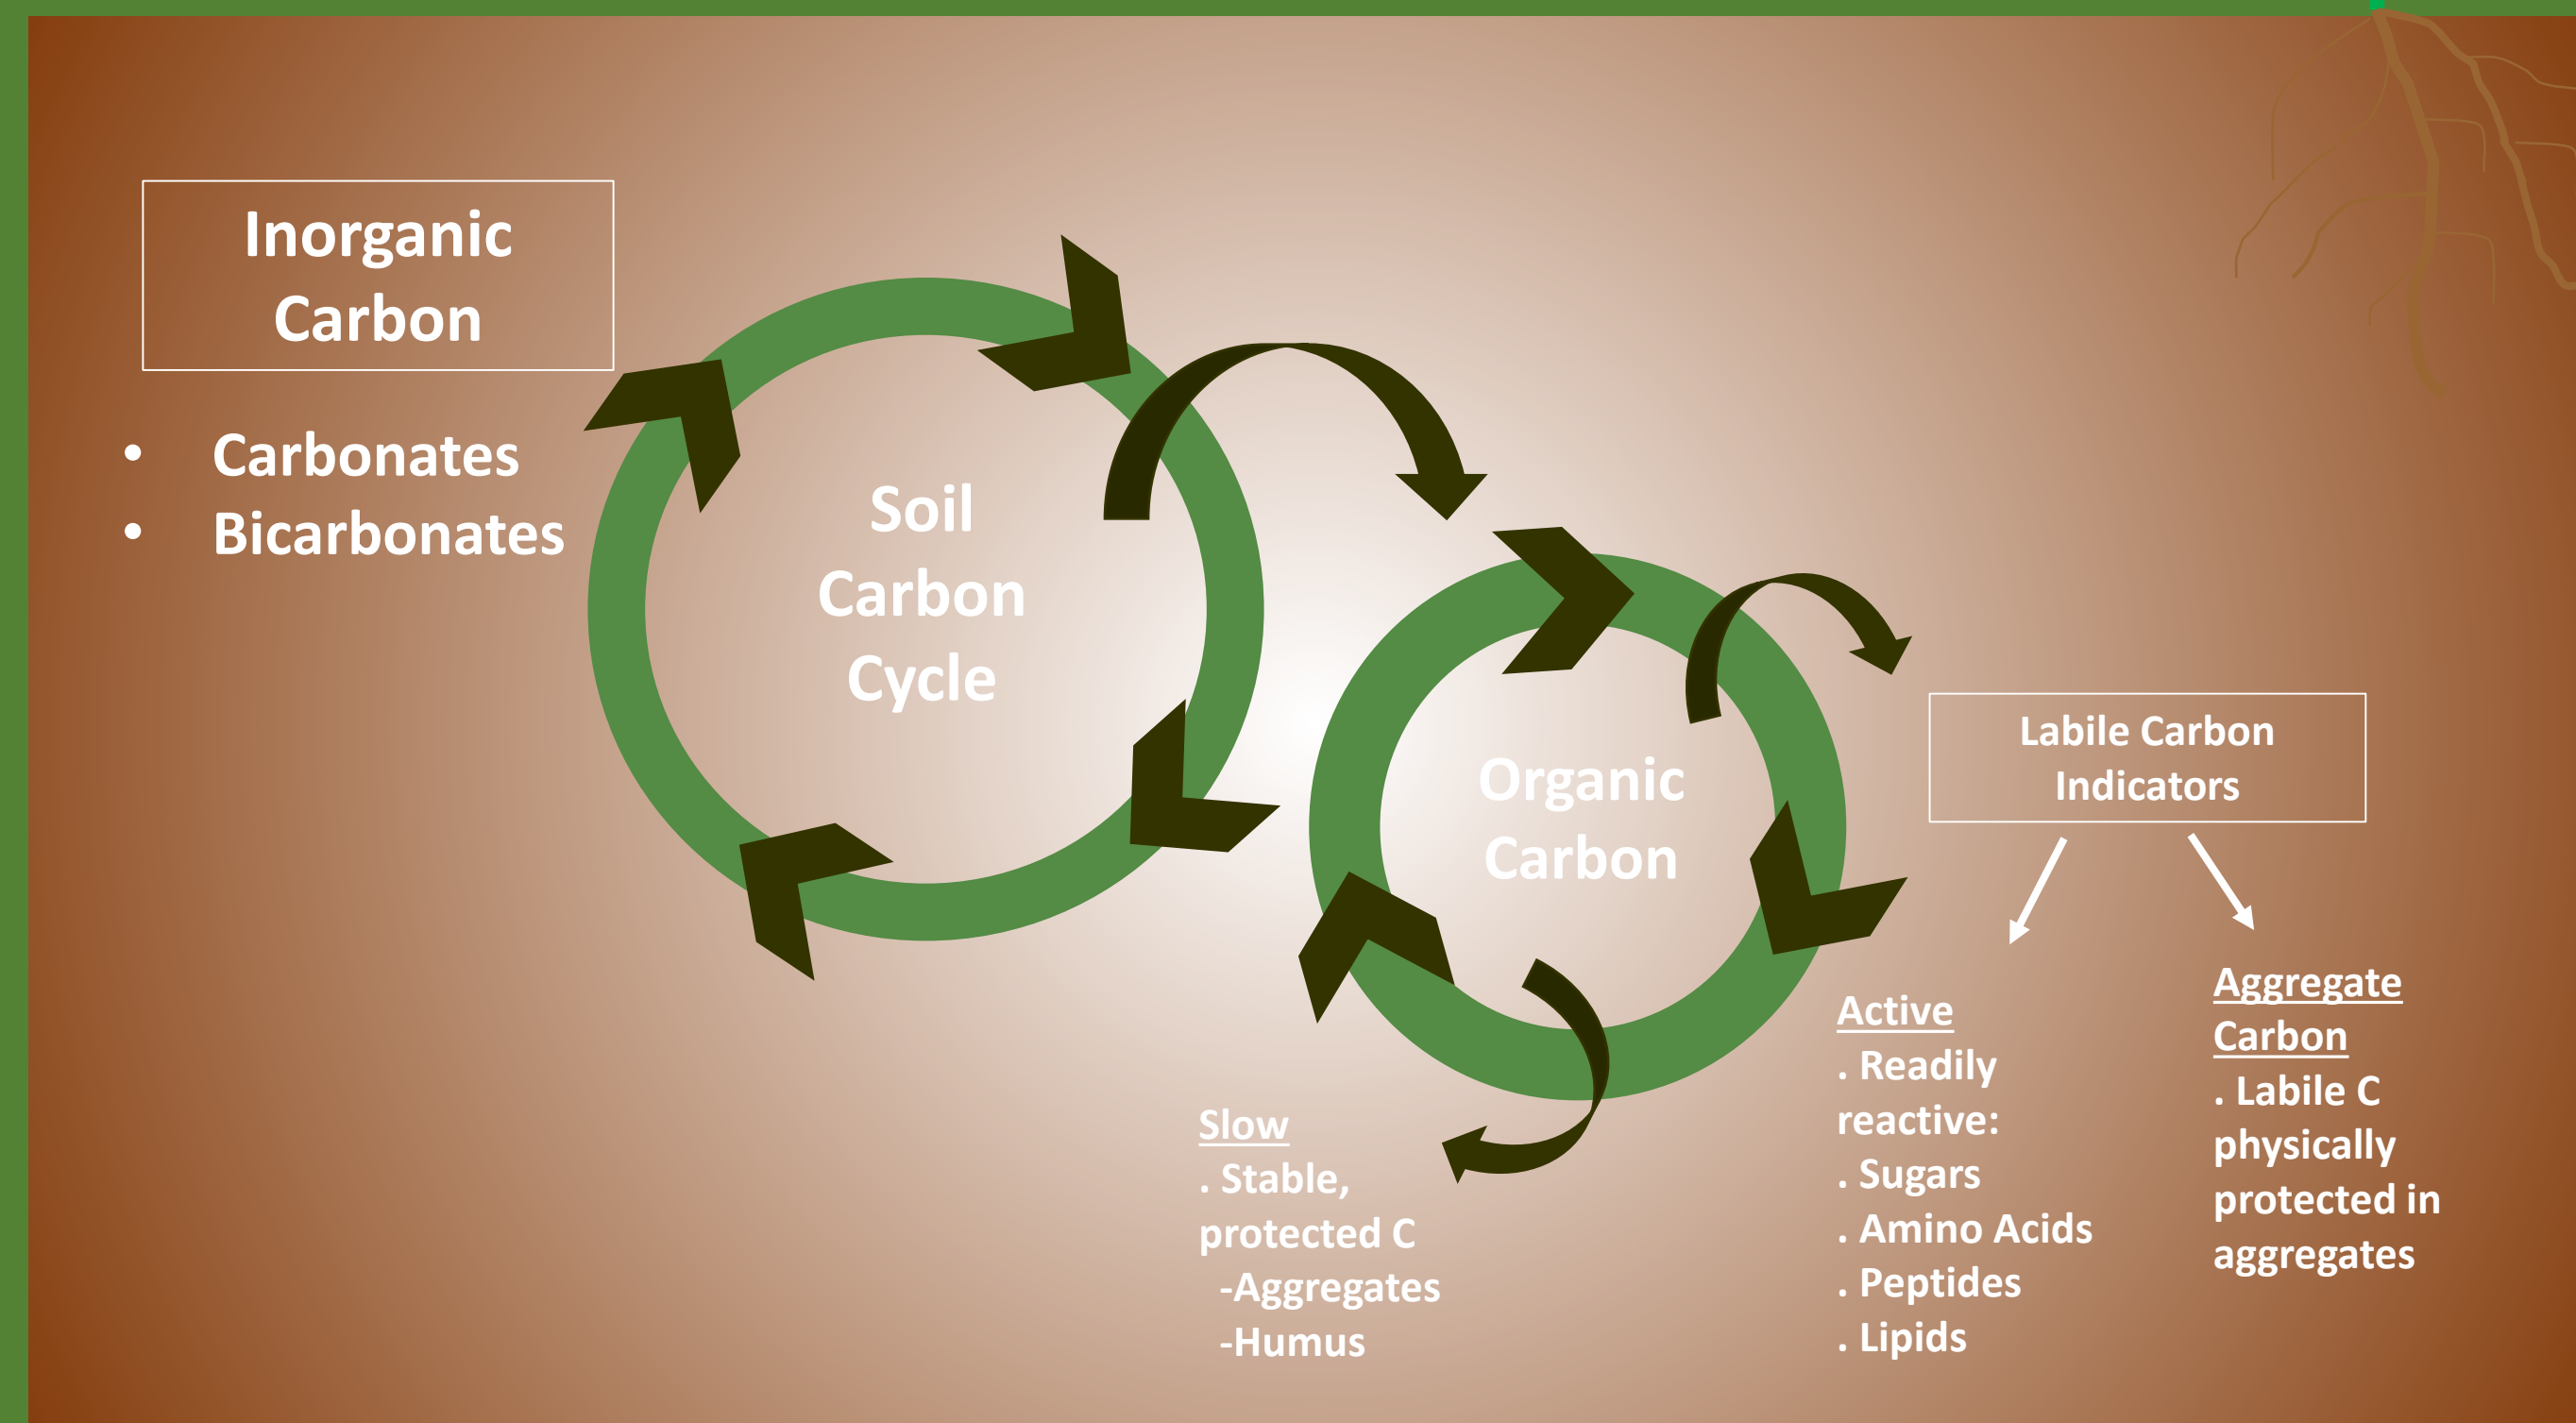 Inorganic
Carbon
• Carbonates
• Bicarbonates
Soil
Carbon
Cycle
Organic
Carbon
Labile Carbon
Indicators
Slow
. Stable,
protected C
-Aggregates
-Humus
Active
. Readily
reactive:
. Sugars
. Amino Acids
. Peptides
. Lipids
Aggregate
Carbon
. Labile C
physically
protected in
aggregates